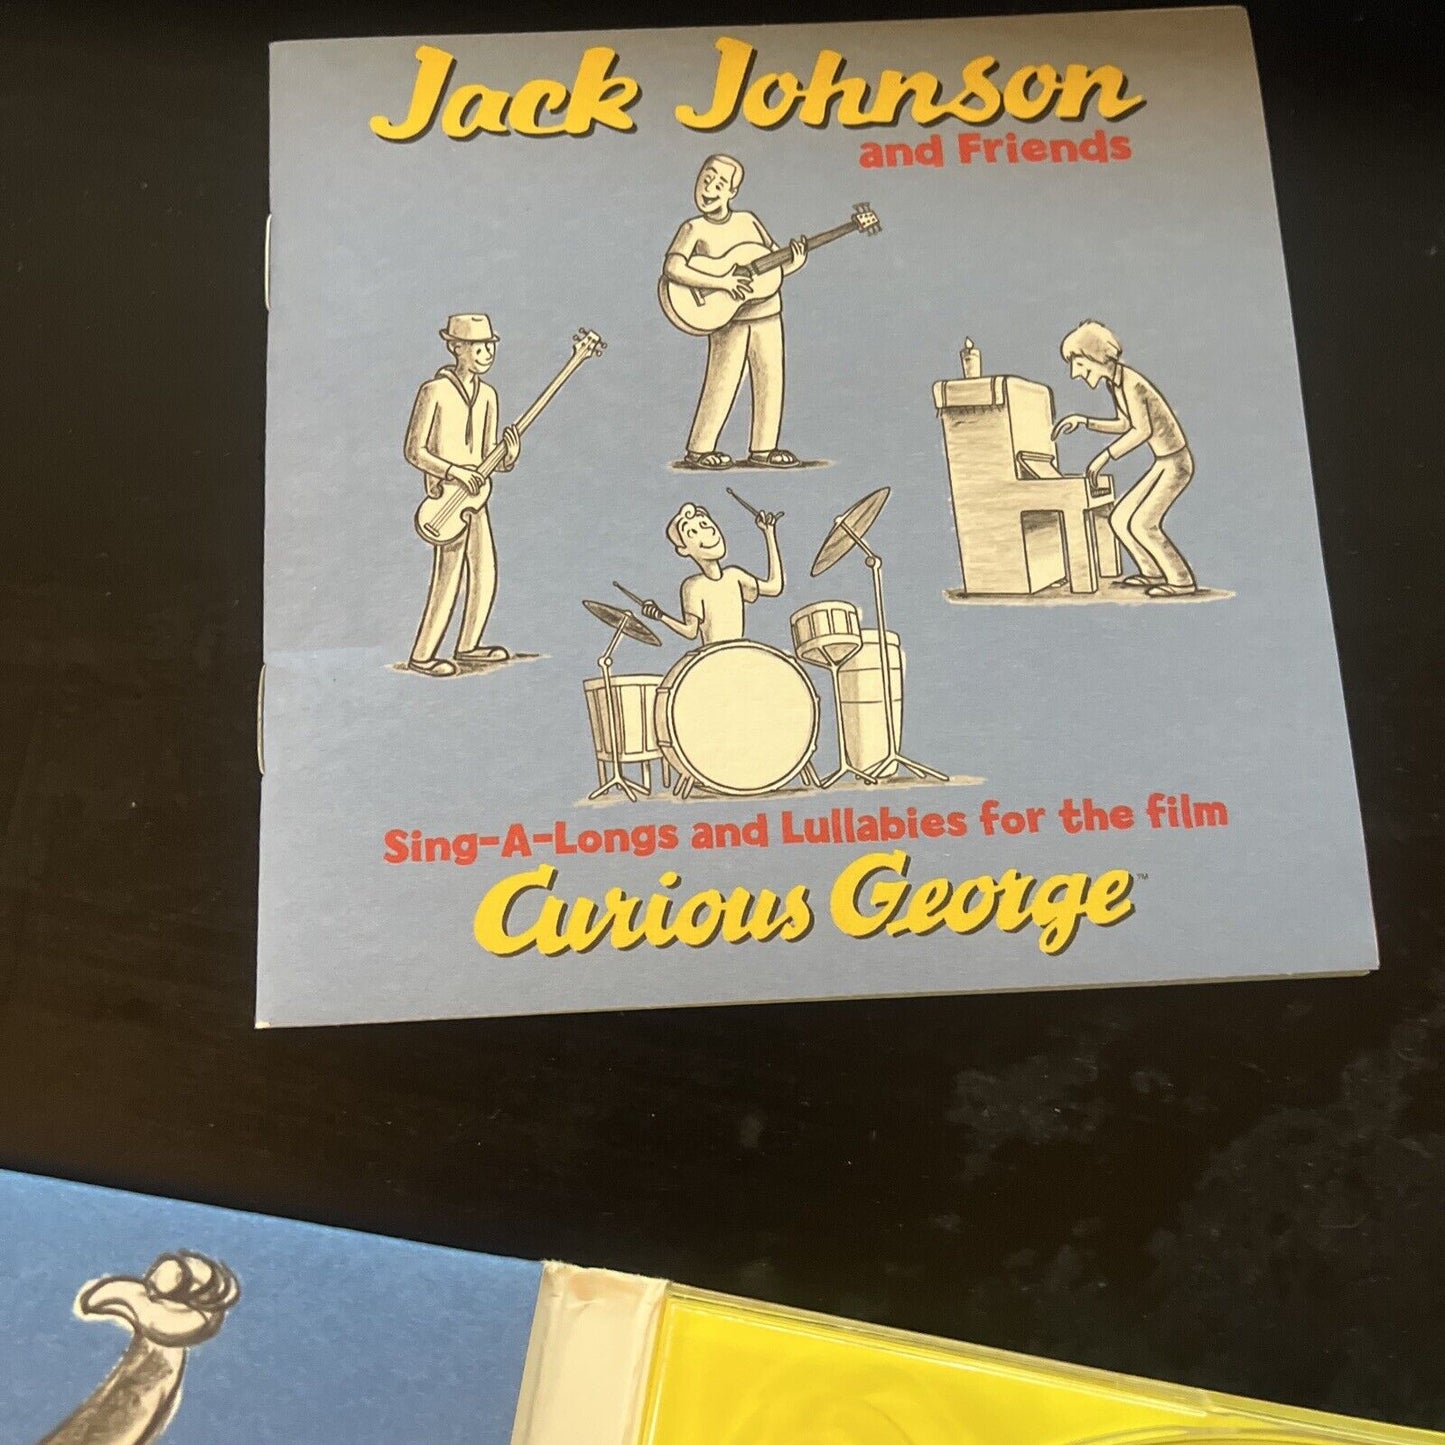 Jack Johnson
and Friends
Sing-A-Longs and Lullabies for the film
Curious George™